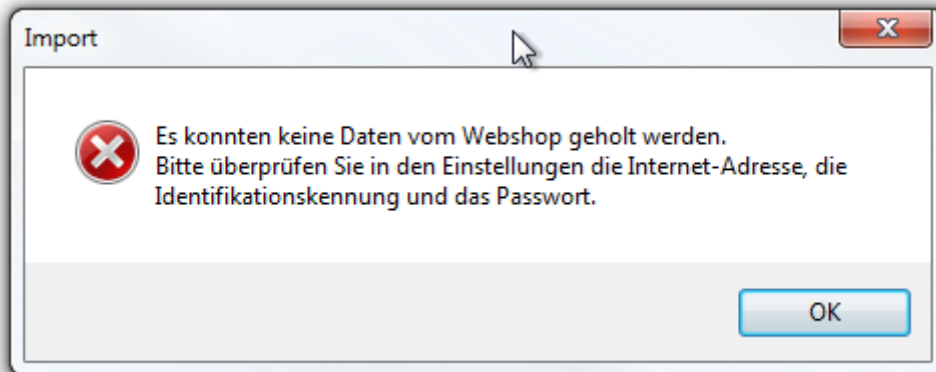 Import
Es konnten keine Daten vom Webshop geholt werden.
Bitte überprüfen Sie in den Einstellungen die Internet-Adresse, die
Identifikationskennung und das Passwort.
OK